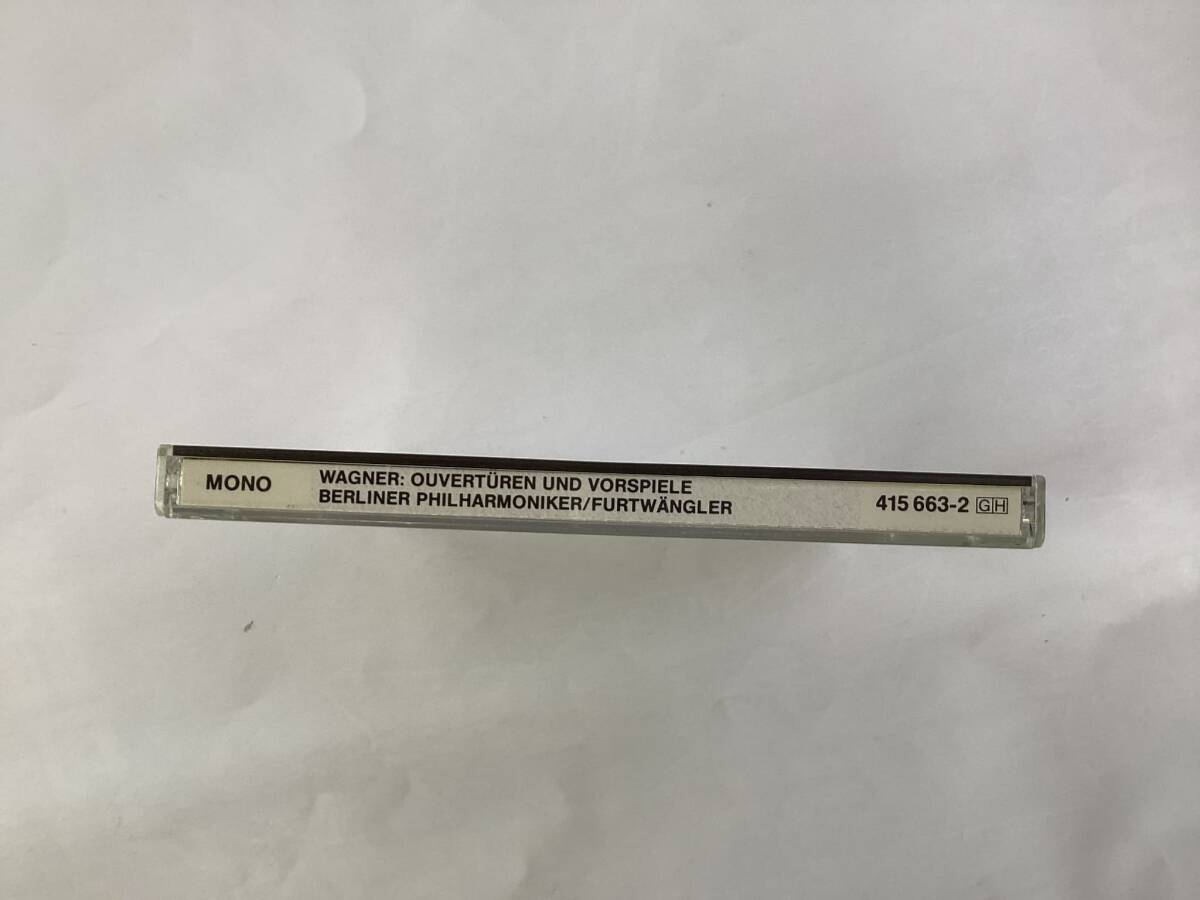 MONO
WAGNER: OUVERTÜREN UND VORSPIELE
BERLINER PHILHARMONIKER/FURTWÄNGLER
415 663-2 GH